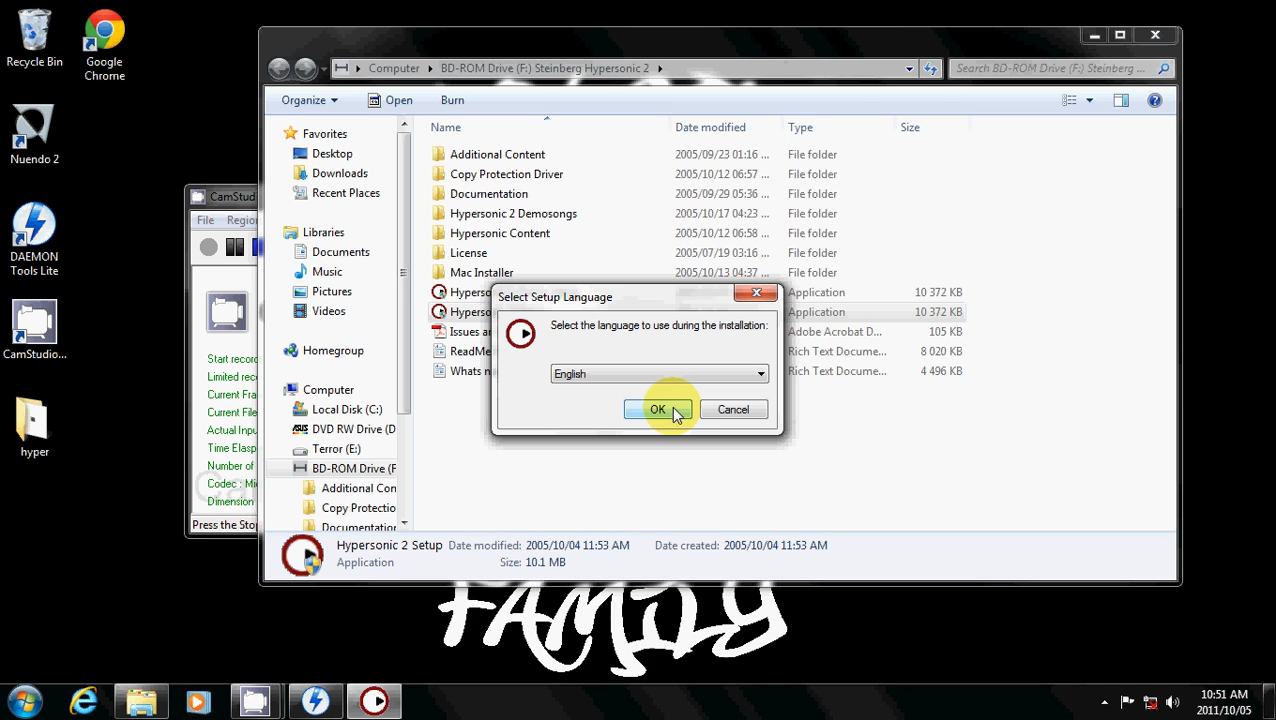 Recycle Bin
Google
Chrome
Nuendo 2
DAEMON
Tools Lite
CamStudio...
hyper
CamStud
File Regio
Start reco
Limited reco
Current Fra
Current File
Actual Inpu
Time Elasp
Number of
Codec : Mi
Dimension
Press the Sto
Computer BD-ROM Drive (F:) Steinberg Hypersonic 2
Search BD-ROM Drive (F:) Steinberg ...
Organize Open Burn
Favorites
Desktop
Downloads
Recent Places
Libraries
Documents
Music
Pictures
Videos
Homegroup
Computer
Local Disk (C:)
DVD RW Drive (D
Terror (E:)
BD-ROM Drive (F
Additional Con
Copy Protectio
Documentation
Name Date modified Type Size
Additional Content 2005/09/23 01:16 ... File folder
Copy Protection Driver 2005/10/12 06:57 ... File folder
Documentation 2005/09/29 05:36 ... File folder
Hypersonic 2 Demosongs 2005/10/17 04:23 ... File folder
Hypersonic Content 2005/10/12 06:58 ... File folder
License 2005/07/19 03:16 ... File folder
Mac Installer 2005/10/13 04:37 ... File folder
Hyperso Application 10 372 KB
Hyperso Application 10 372 KB
Issues ar Adobe Acrobat D... 105 KB
ReadMe Rich Text Docume... 8 020 KB
Whats n Rich Text Docume... 4 496 KB
Select Setup Language
Select the language to use during the installation:
English
OK Cancel
Hypersonic 2 Setup Date modified: 2005/10/04 11:53 AM Date created: 2005/10/04 11:53 AM
Application Size: 10.1 MB
FAMILY
10:51 AM
2011/10/05